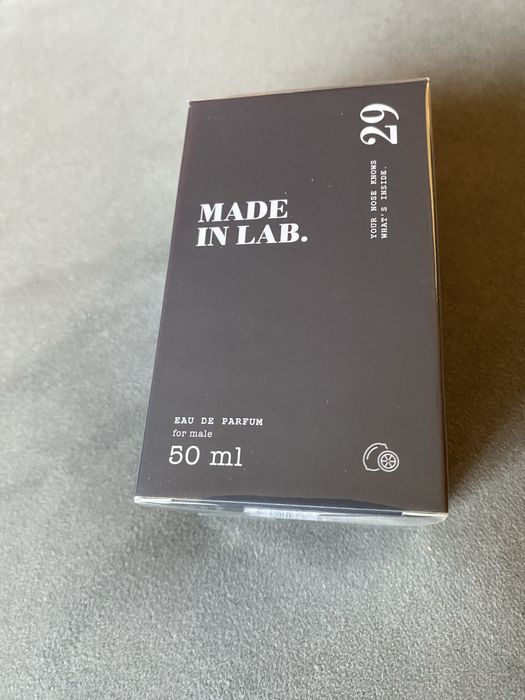 29
YOUR NOSE KNOWS
WHAT'S INSIDE.
MADE
IN LAB.
EAU DE PARFUM
for male
50 ml